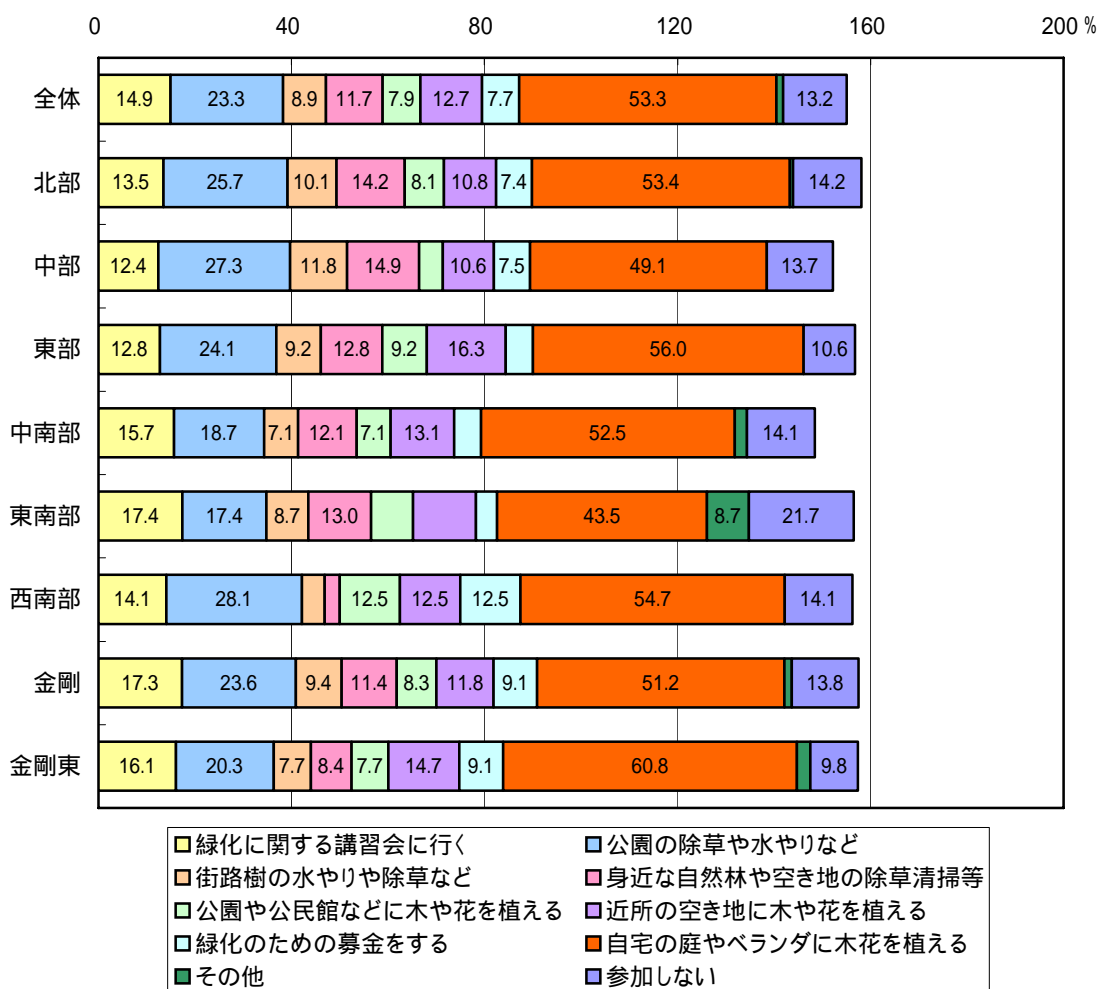 0 40 80 120 160 200 %
全体 14.9 23.3 8.9 11.7 7.9 12.7 7.7 53.3 13.2
北部 13.5 25.7 10.1 14.2 8.1 10.8 7.4 53.4 14.2
中部 12.4 27.3 11.8 14.9 10.6 7.5 49.1 13.7
東部 12.8 24.1 9.2 12.8 9.2 16.3 56.0 10.6
中南部 15.7 18.7 7.1 12.1 7.1 13.1 52.5 14.1
東南部 17.4 17.4 8.7 13.0 43.5 8.7 21.7
西南部 14.1 28.1 12.5 12.5 12.5 54.7 14.1
金剛 17.3 23.6 9.4 11.4 8.3 11.8 9.1 51.2 13.8
金剛東 16.1 20.3 7.7 8.4 7.7 14.7 9.1 60.8 9.8
緑化に関する講習会に行く 公園の除草や水やりなど
街路樹の水やりや除草など 身近な自然林や空き地の除草清掃等
公園や公民館などに木や花を植える 近所の空き地に木や花を植える
緑化のための募金をする 自宅の庭やベランダに木花を植える
その他 参加しない